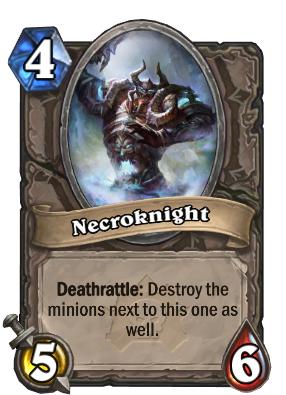 4
Necroknight
Deathrattle: Destroy the
minions next to this one as
well.
5
6